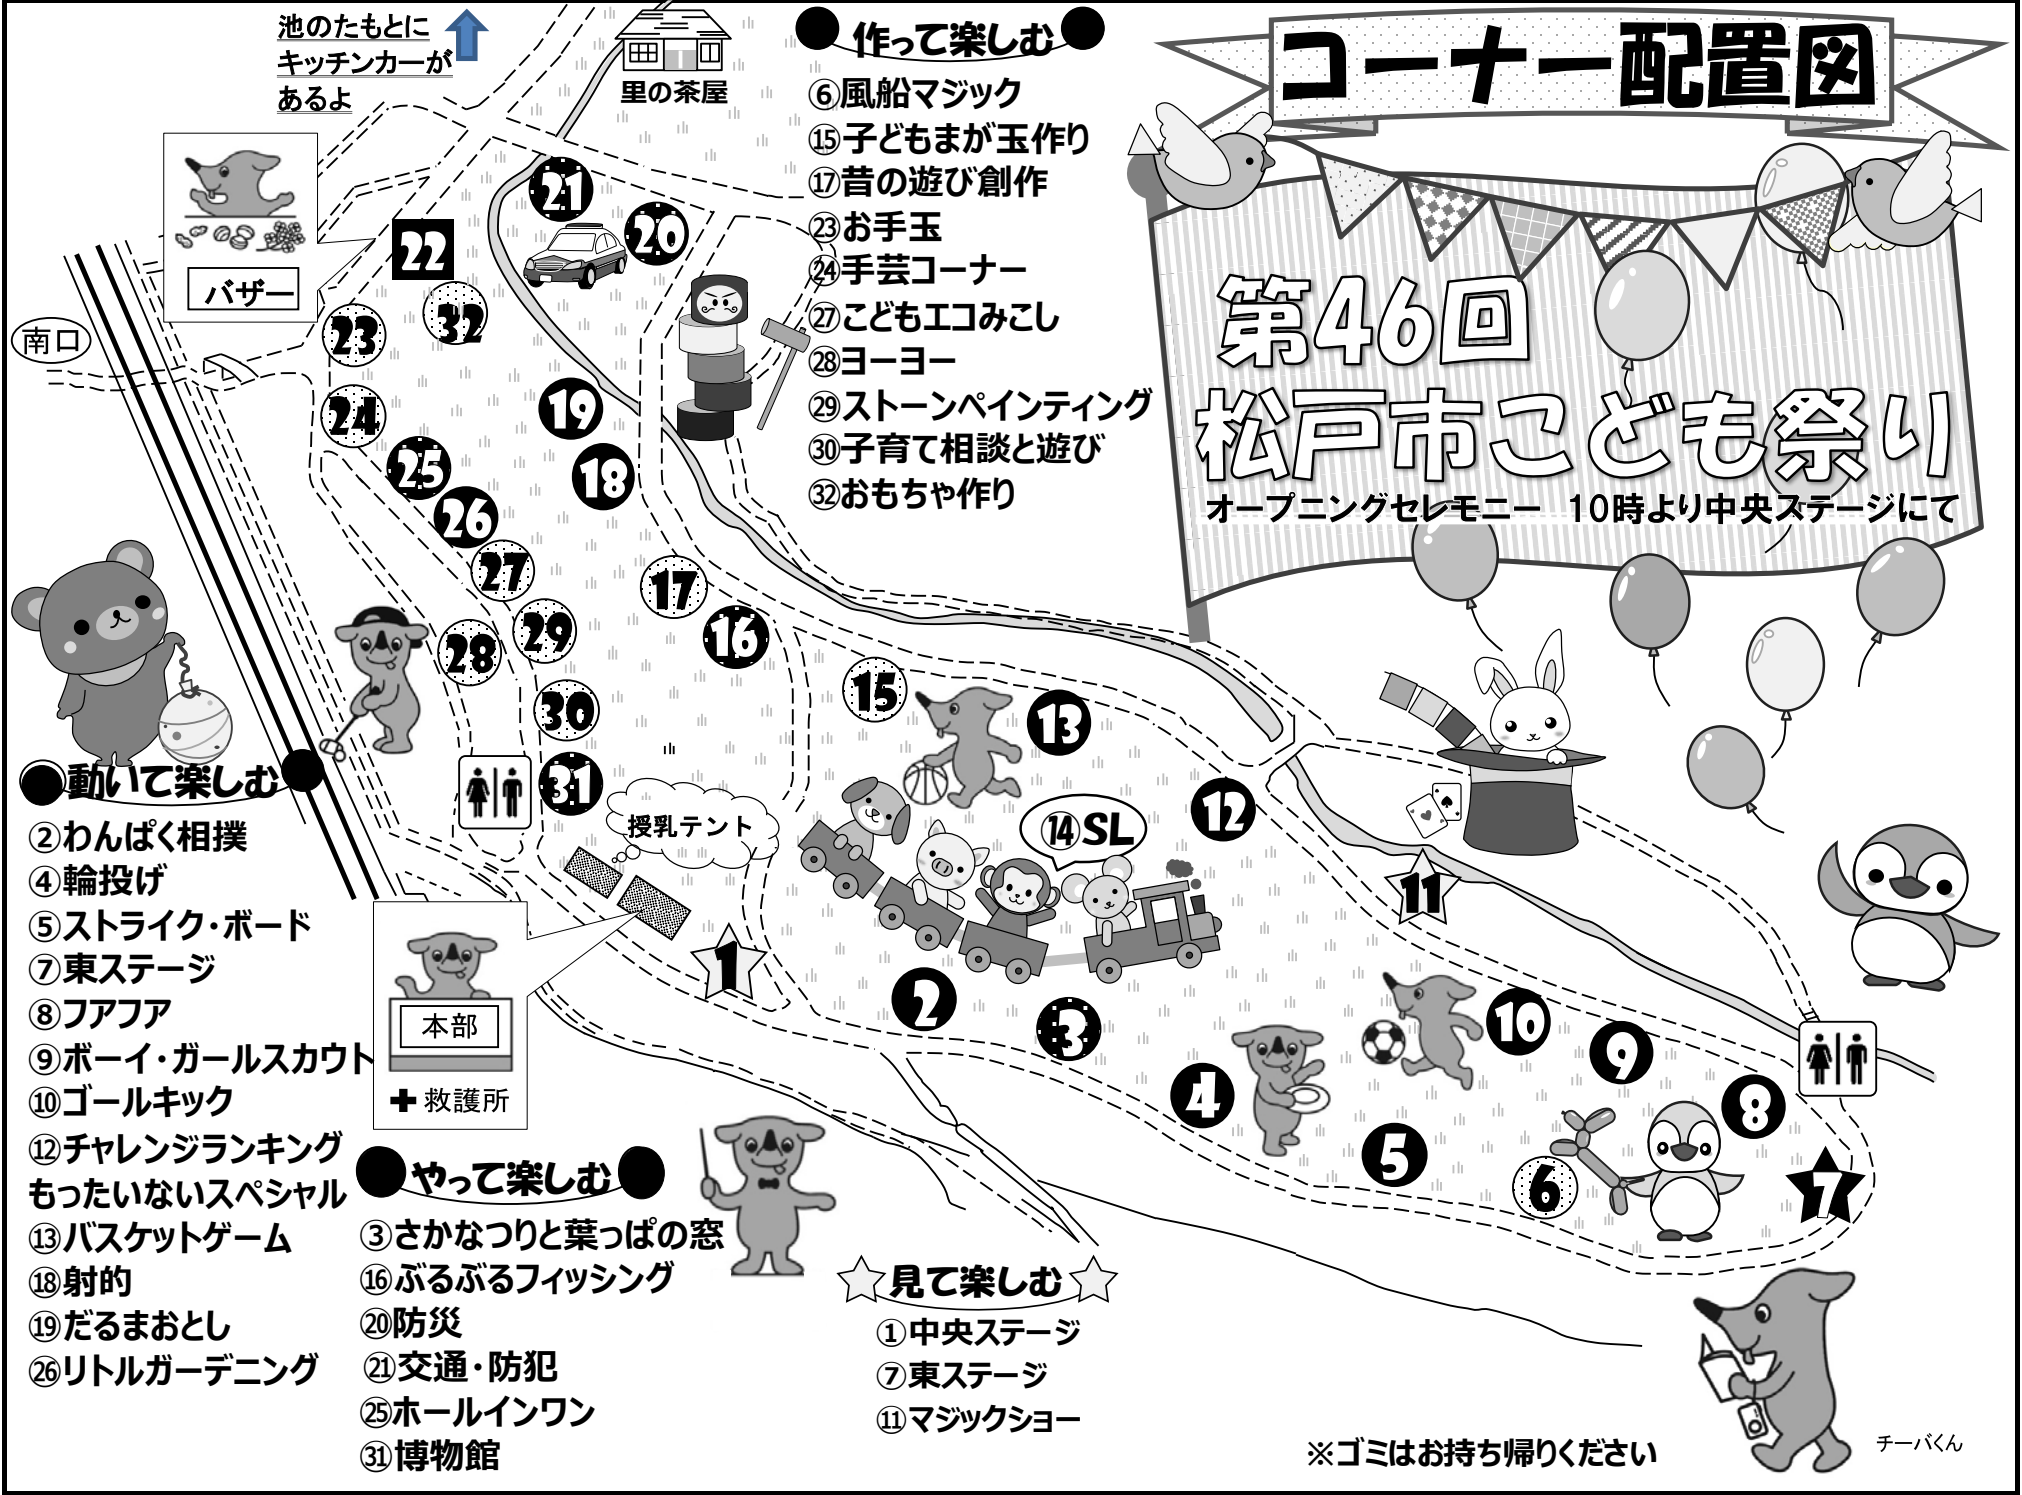 コーナー配置図
第46回
松戸市こども祭り
オープニングセレモニー　10時より中央ステージにて
池のたもとに
キッチンカーが
あるよ
里の茶屋
作って楽しむ
⑥風船マジック
⑮子どもまが玉作り
⑰昔の遊び創作
㉓お手玉
㉔手芸コーナー
㉗こどもエコみこし
㉘ヨーヨー
㉙ストーンペインティング
㉚子育て相談と遊び
㉜おもちゃ作り
バザー
南口
21
20
22
32
23
24
19
18
25
26
27
17
16
29
28
30
31
15
13
12
授乳テント
⑭SL
11
1
2
3
10
9
4
8
5
6
7
本部
✚救護所
動いて楽しむ
②わんぱく相撲
④輪投げ
⑤ストライク・ボード
⑦東ステージ
⑧フアフア
⑨ボーイ・ガールスカウト
⑩ゴールキック
⑫チャレンジランキング
もったいないスペシャル
⑬バスケットゲーム
⑱射的
⑲だるまおとし
㉖リトルガーデニング
やって楽しむ
③さかなつりと葉っぱの窓
⑯ぶるぶるフィッシング
⑳防災
㉑交通・防犯
㉕ホールインワン
㉛博物館
見て楽しむ
①中央ステージ
⑦東ステージ
⑪マジックショー
※ゴミはお持ち帰りください
チーバくん